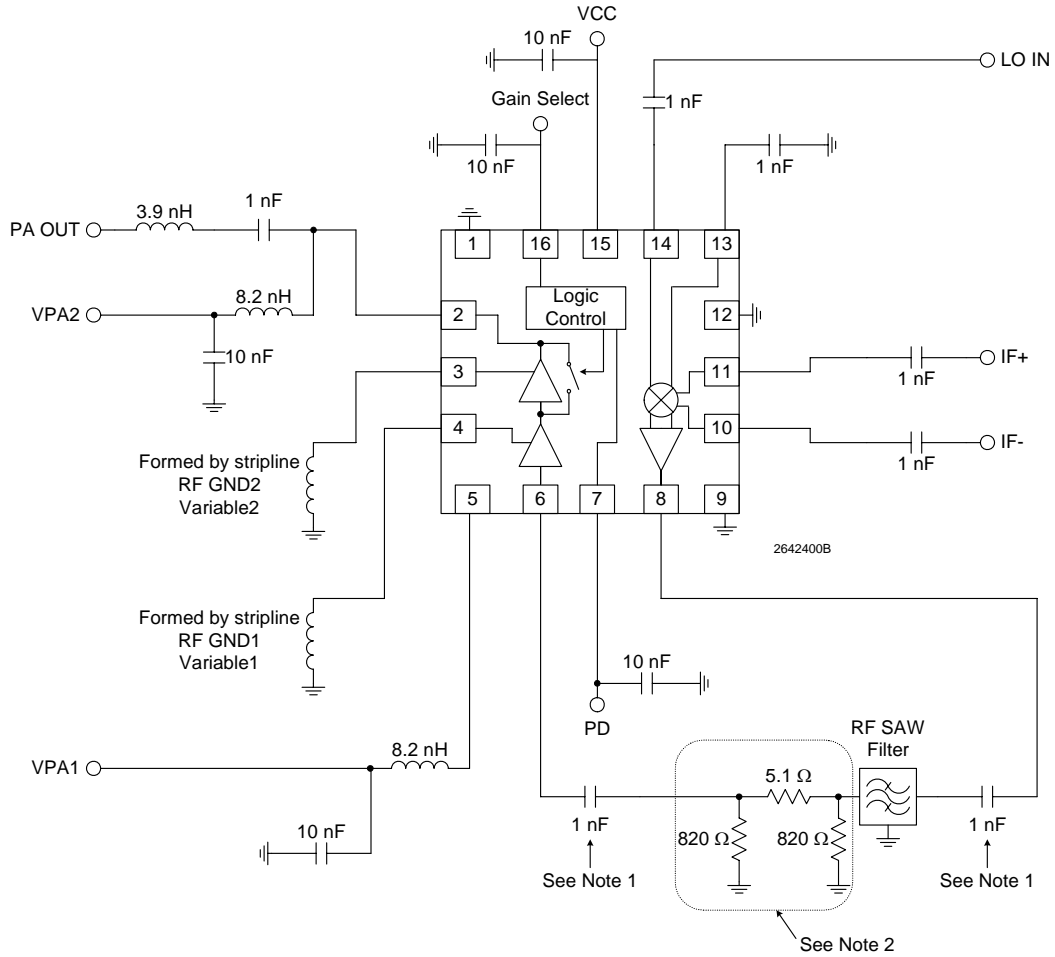 VCC
10 nF
LO IN
Gain Select
1 nF
10 nF
1 nF
1 nF
3.9 nH
PA OUT
1
16
15
14
13
8.2 nH
VPA2
Logic
Control
2
12
10 nF
3
11
IF+
1 nF
4
10
IF-
1 nF
Formed by stripline
RF GND2
Variable2
5
6
7
8
9
2642400B
Formed by stripline
RF GND1
Variable1
10 nF
PD
RF SAW
Filter
8.2 nH
VPA1
5.1 Ω
10 nF
1 nF
820 Ω
820 Ω
1 nF
See Note 1
See Note 1
See Note 2